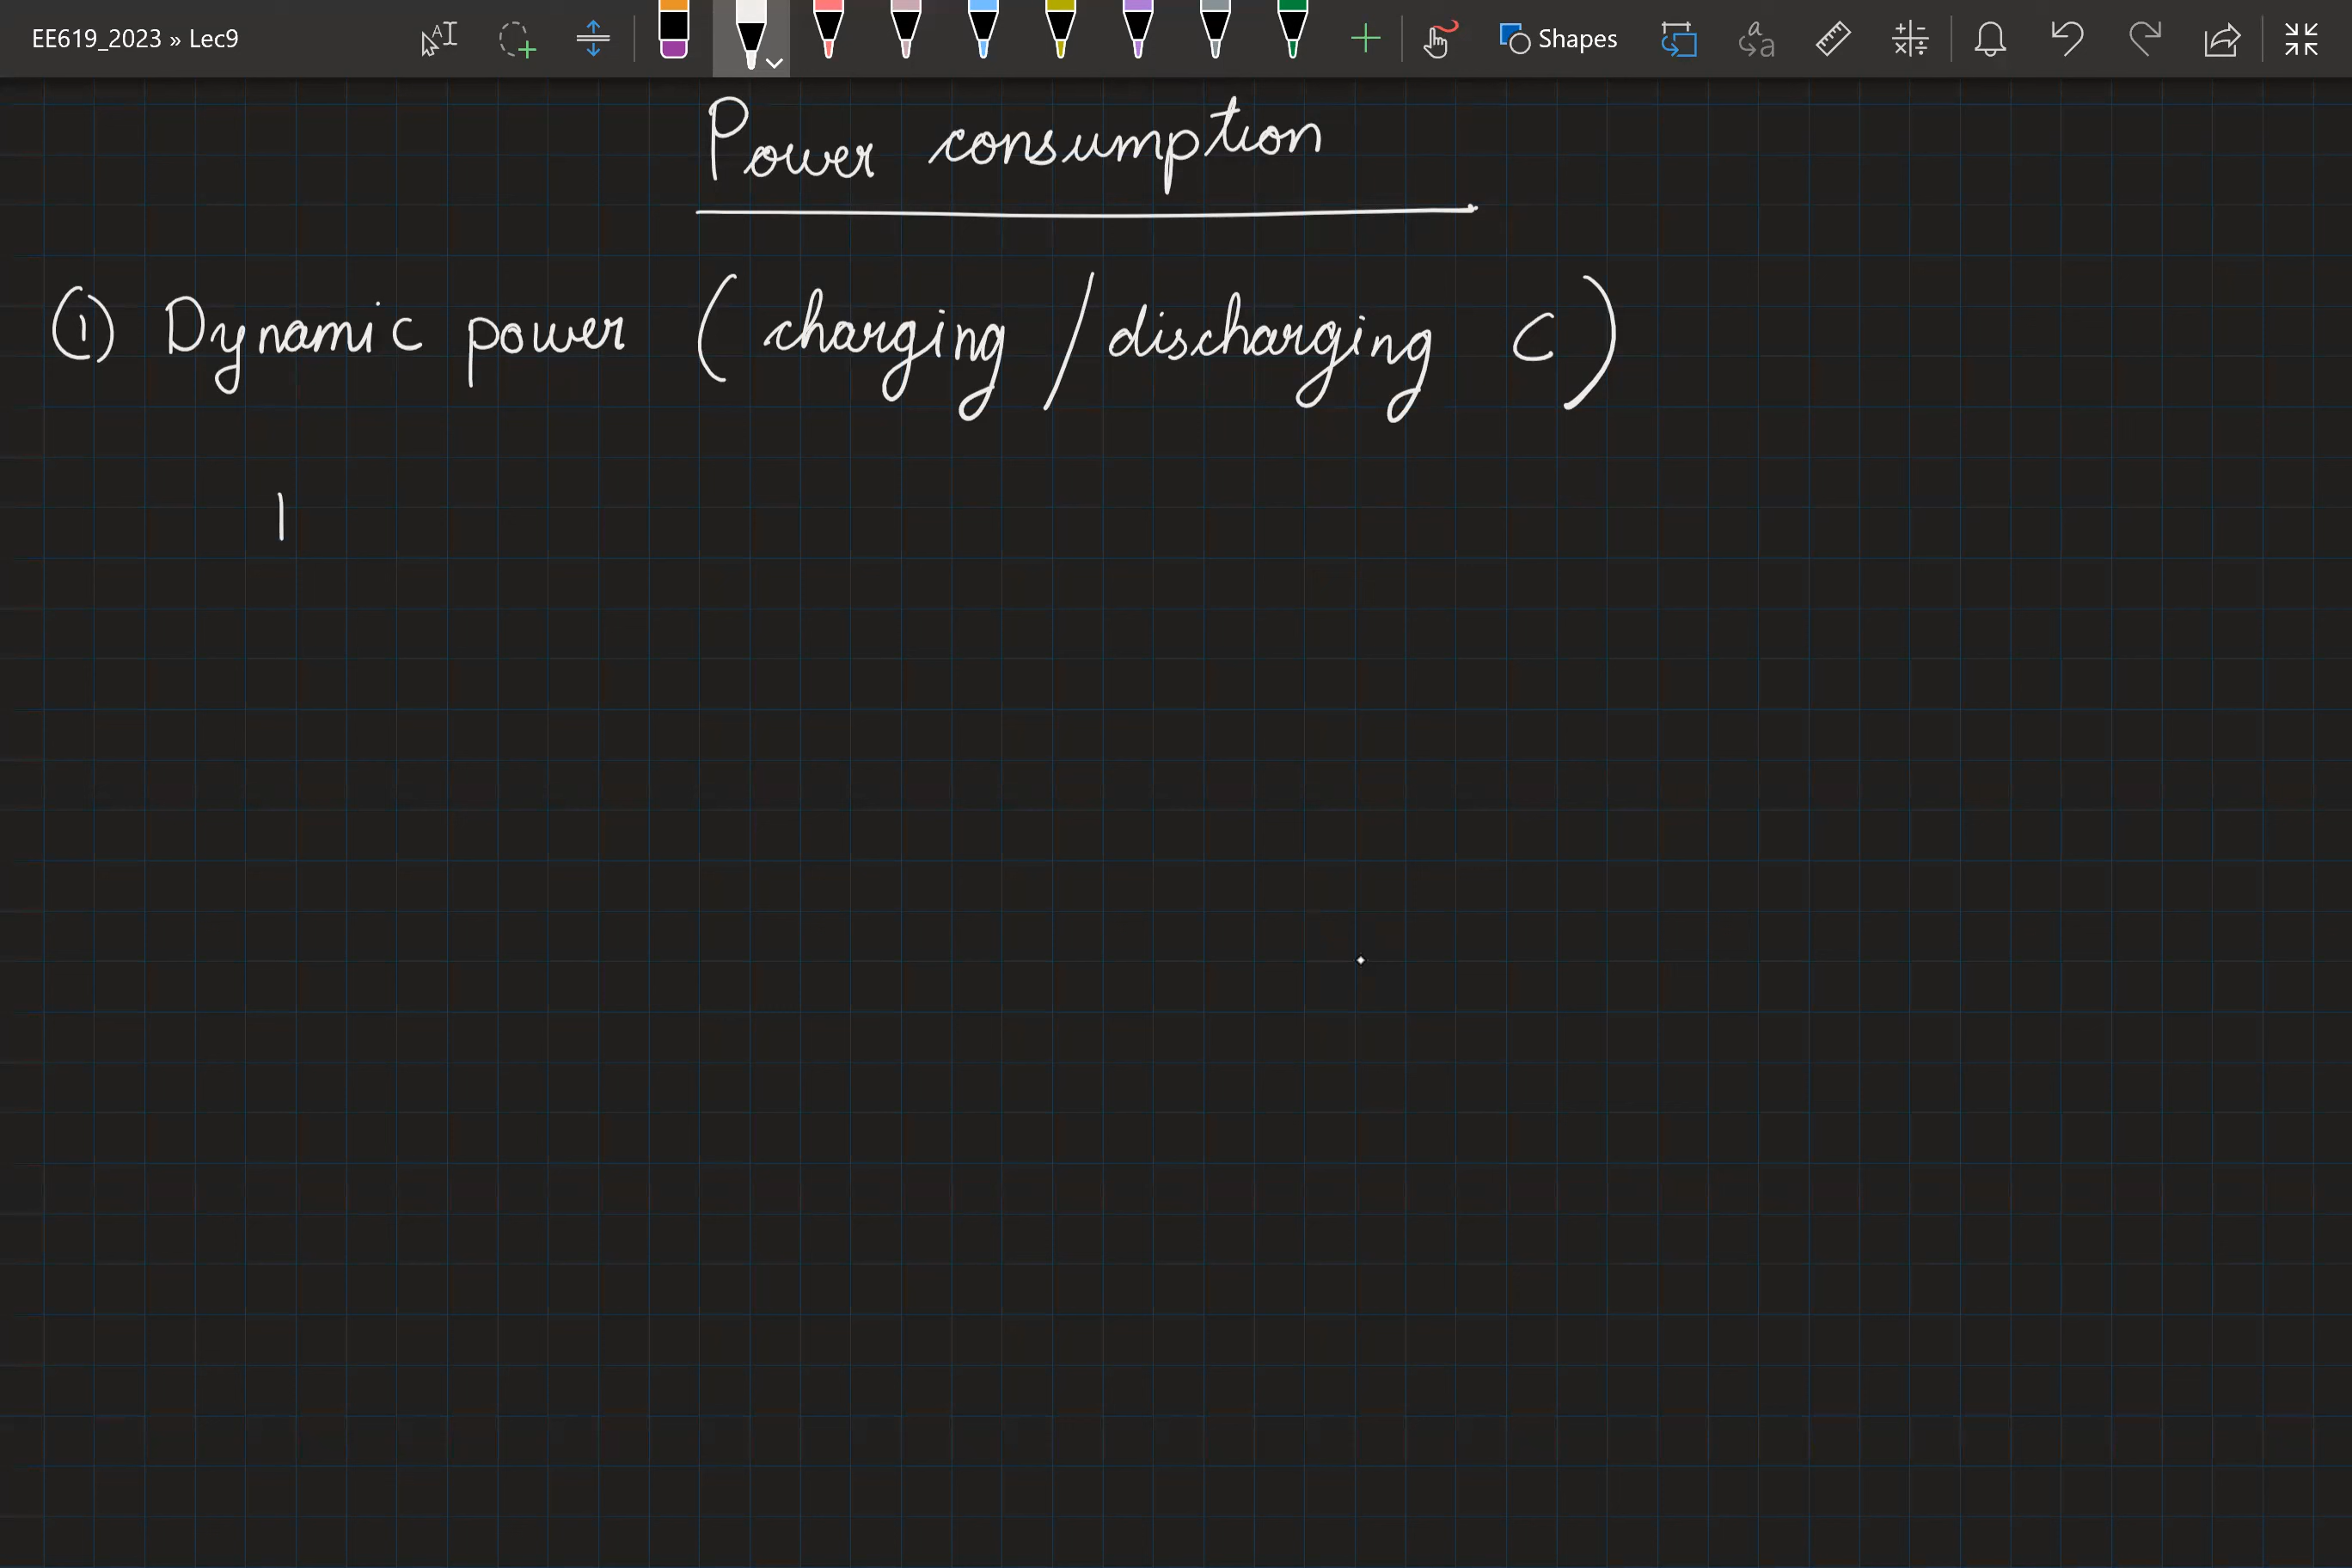 EE619_2023 » Lec9
Shapes
Power consumption
① Dynamic power (charging/discharging C)